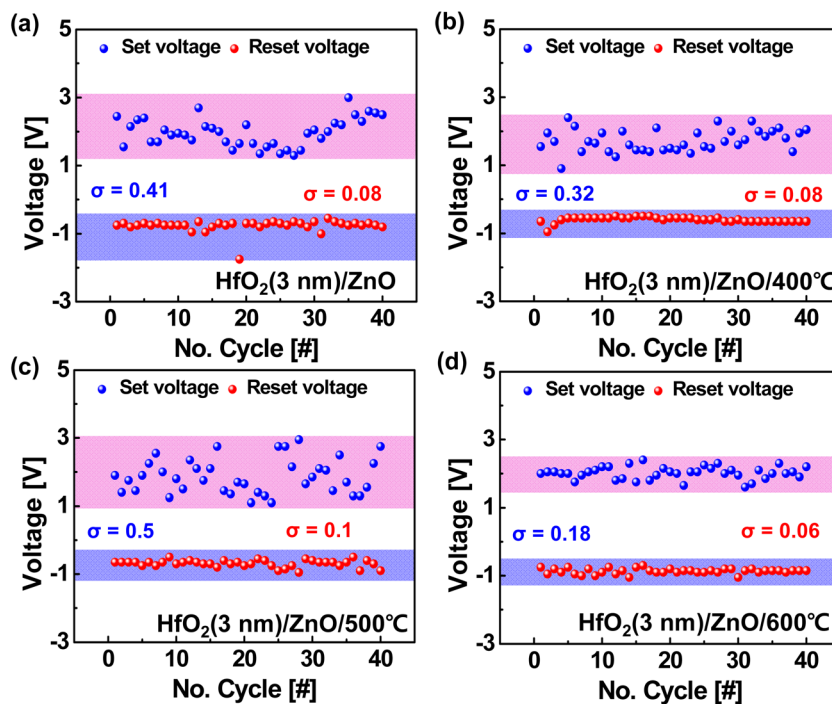 (a)
5
3
1
-1
-3
Voltage [V]
Set voltage Reset voltage
σ = 0.41 σ = 0.08
HfO₂(3 nm)/ZnO
0 10 20 30 40
No. Cycle [#]
(b)
5
3
1
-1
-3
Voltage [V]
Set voltage Reset voltage
σ = 0.32 σ = 0.08
HfO₂(3 nm)/ZnO/400℃
0 10 20 30 40
No. Cycle [#]
(c)
5
3
1
-1
-3
Voltage [V]
Set voltage Reset voltage
σ = 0.5 σ = 0.1
HfO₂(3 nm)/ZnO/500℃
0 10 20 30 40
No. Cycle [#]
(d)
5
3
1
-1
-3
Voltage [V]
Set voltage Reset voltage
σ = 0.18 σ = 0.06
HfO₂(3 nm)/ZnO/600℃
0 10 20 30 40
No. Cycle [#]